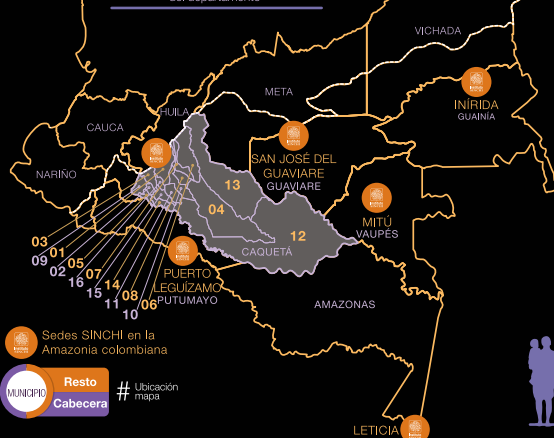 del departamento
VICHADA
META
HUILA
CAUCA
NARIÑO
INÍRIDA
GUAINÍA
SAN JOSÉ DEL
GUAVIARE
GUAVIARE
MITÚ
VAUPÉS
13
04
12
CAQUETÁ
PUERTO
LEGUÍZAMO
PUTUMAYO
AMAZONAS
03
09
01
02
05
16
07
15
14
11
08
10
06
Sedes SINCHI en la
Amazonia colombiana
MUNICIPIO
Resto
Cabecera
# Ubicación
mapa
LETICIA